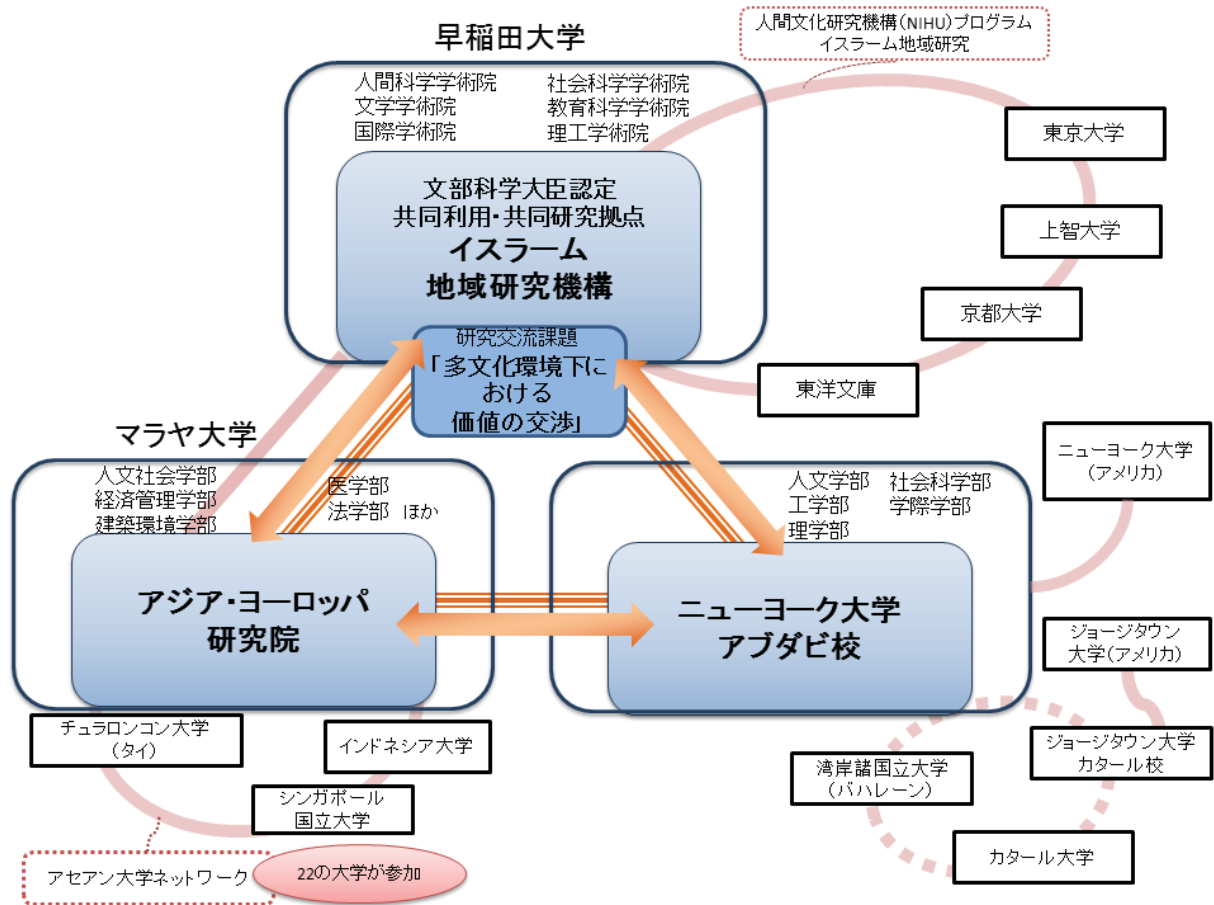 人間文化研究機構(NIHU)プログラム
イスラーム地域研究
早稲田大学
人間科学学術院 社会科学学術院
文学学術院 教育科学学術院
国際学術院 理工学術院
文部科学大臣認定
共同利用・共同研究拠点
イスラーム
地域研究機構
研究交流課題
「多文化環境下に
おける
価値の交渉」
東京大学
上智大学
京都大学
東洋文庫
マラヤ大学
人文社会学部
経済管理学部
建築環境学部
医学部
法学部 ほか
アジア・ヨーロッパ
研究院
人文学部 社会科学部
工学部 学際学部
理学部
ニューヨーク大学
アブダビ校
ニューヨーク大学
(アメリカ)
ジョージタウン
大学(アメリカ)
ジョージタウン大学
カタール校
湾岸諸国立大学
(バハレーン)
カタール大学
チュラロンコン大学
(タイ)
インドネシア大学
シンガポール
国立大学
アセアン大学ネットワーク
22の大学が参加